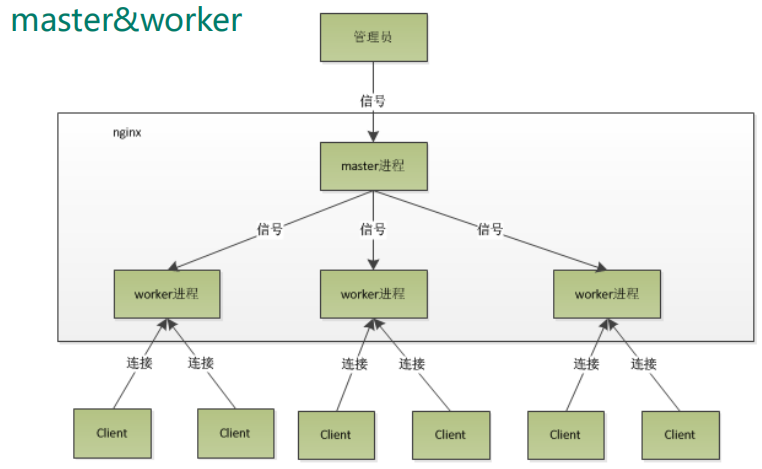 master&worker
管理员
信号
nginx
master进程
信号
信号
信号
worker进程
worker进程
worker进程
连接
连接
连接
连接
连接
连接
Client
Client
Client
Client
Client
Client